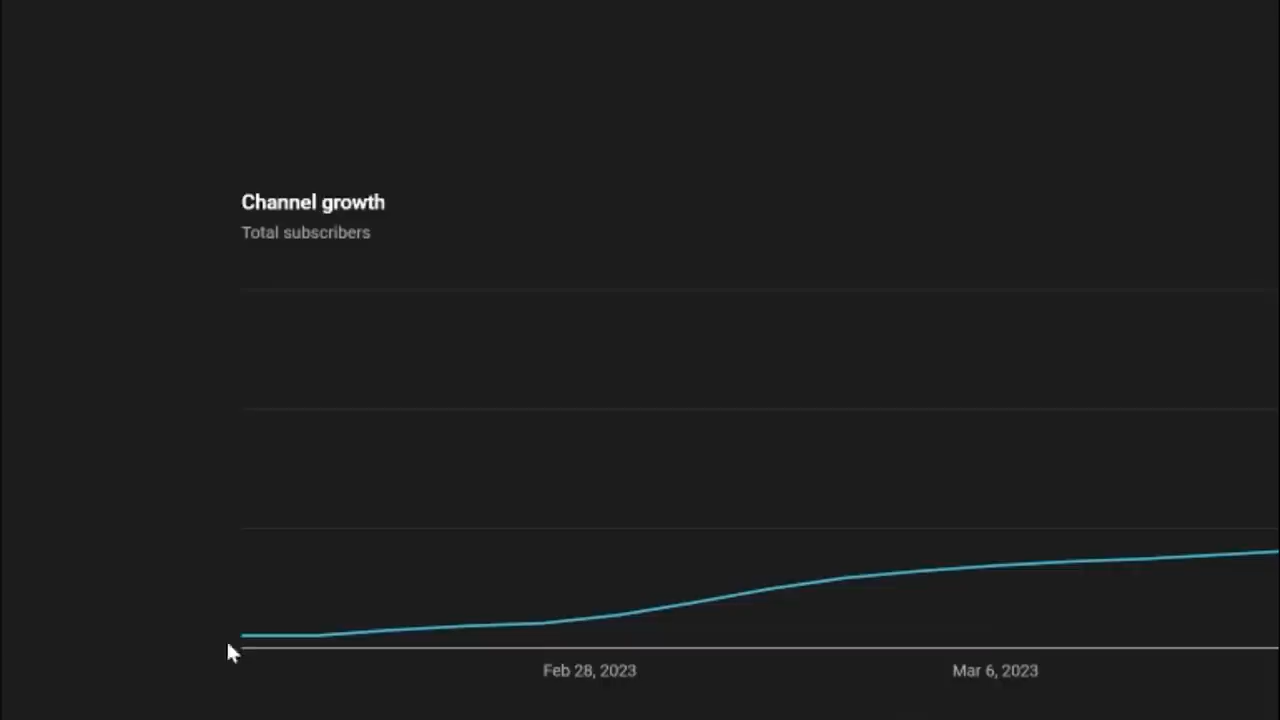 Channel growth
Total subscribers
Feb 28, 2023
Mar 6, 2023